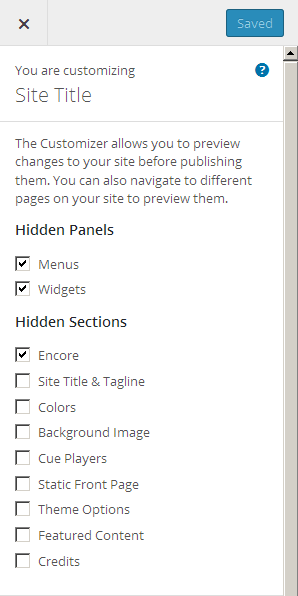 Saved
You are customizing
Site Title
The Customizer allows you to preview
changes to your site before publishing
them. You can also navigate to different
pages on your site to preview them.
Hidden Panels
Menus
Widgets
Hidden Sections
Encore
Site Title & Tagline
Colors
Background Image
Cue Players
Static Front Page
Theme Options
Featured Content
Credits